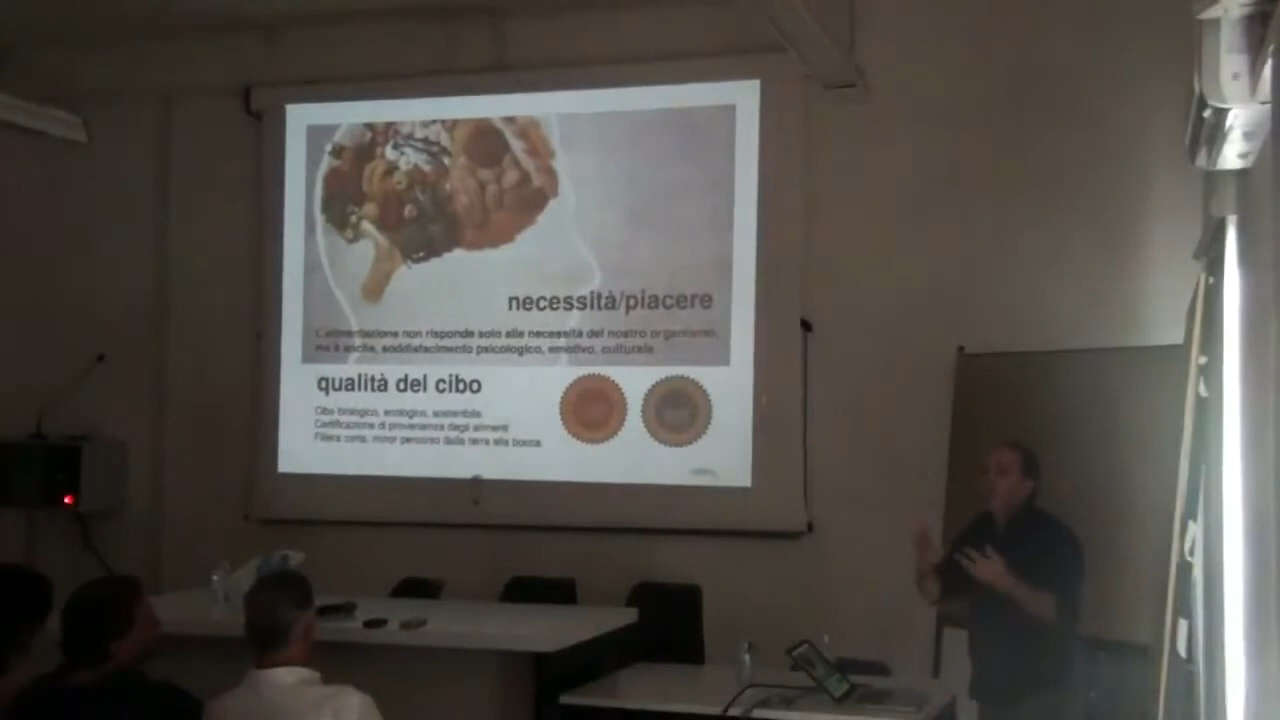 necessità/piacere
L'alimentazione non risponde solo alle necessità del nostro organismo,
ma è anche, soddisfacimento psicologico, emotivo, culturale.
qualità del cibo
Cibo biologico, ecologico, sostenibile.
Certificazione di provenienza degli alimenti
Filiera corta, minor percorso dalla terra alla bocca.